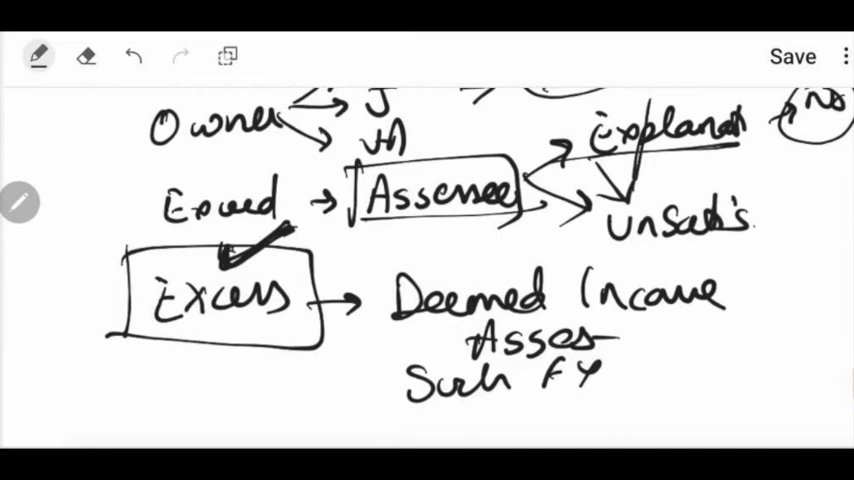 Save
J
Owner
VA
Explanat
No
Exceed → Assessee
Unsatis
Excess → Deemed Income
Asses
Such FY